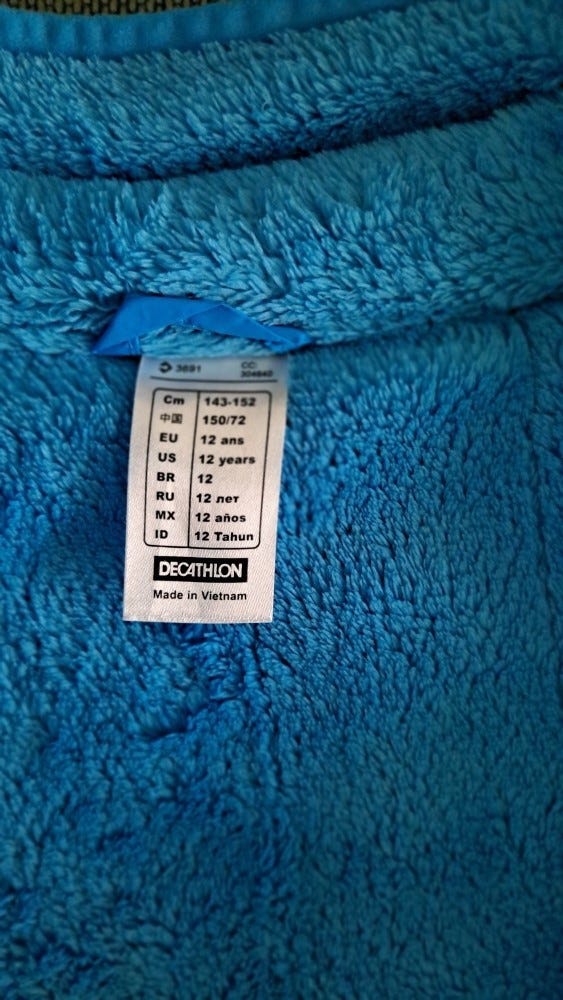 3691 CC:
304840
Cm 143-152
中国 150/72
EU 12 ans
US 12 years
BR 12
RU 12 лет
MX 12 años
ID 12 Tahun
DECATHLON
Made in Vietnam